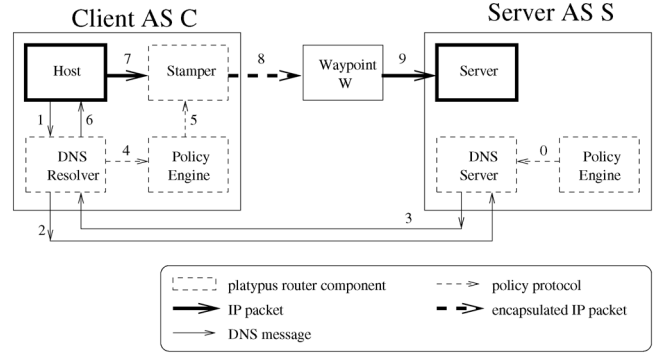 Client AS C
Server AS S
Host
7
Stamper
8
Waypoint
W
9
Server
1
6
5
DNS
Resolver
4
Policy
Engine
DNS
Server
0
Policy
Engine
2
3
platypus router component
policy protocol
IP packet
encapsulated IP packet
DNS message